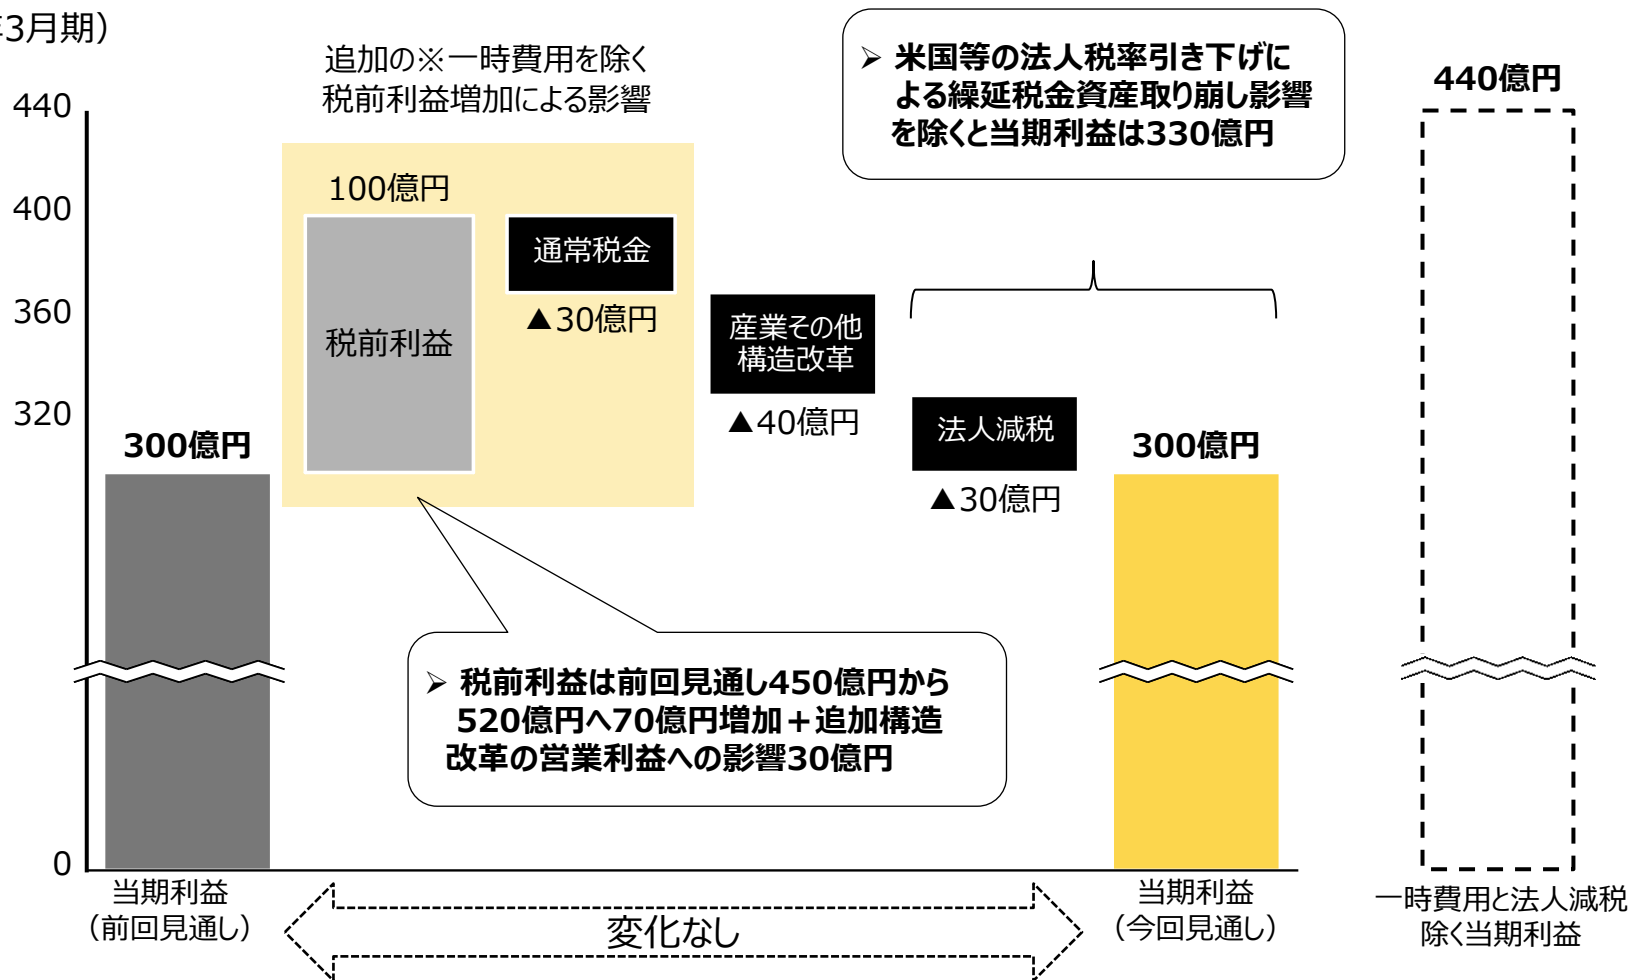 年3月期）
追加の※一時費用を除く
税前利益増加による影響
➢ 米国等の法人税率引き下げに
よる繰延税金資産取り崩し影響
を除くと当期利益は330億円
440億円
440
400
360
320
0
100億円
税前利益
通常税金
▲30億円
産業その他
構造改革
▲40億円
法人減税
▲30億円
300億円
300億円
➢ 税前利益は前回見通し450億円から
520億円へ70億円増加＋追加構造
改革の営業利益への影響30億円
当期利益
（前回見通し）
変化なし
当期利益
（今回見通し）
一時費用と法人減税
除く当期利益